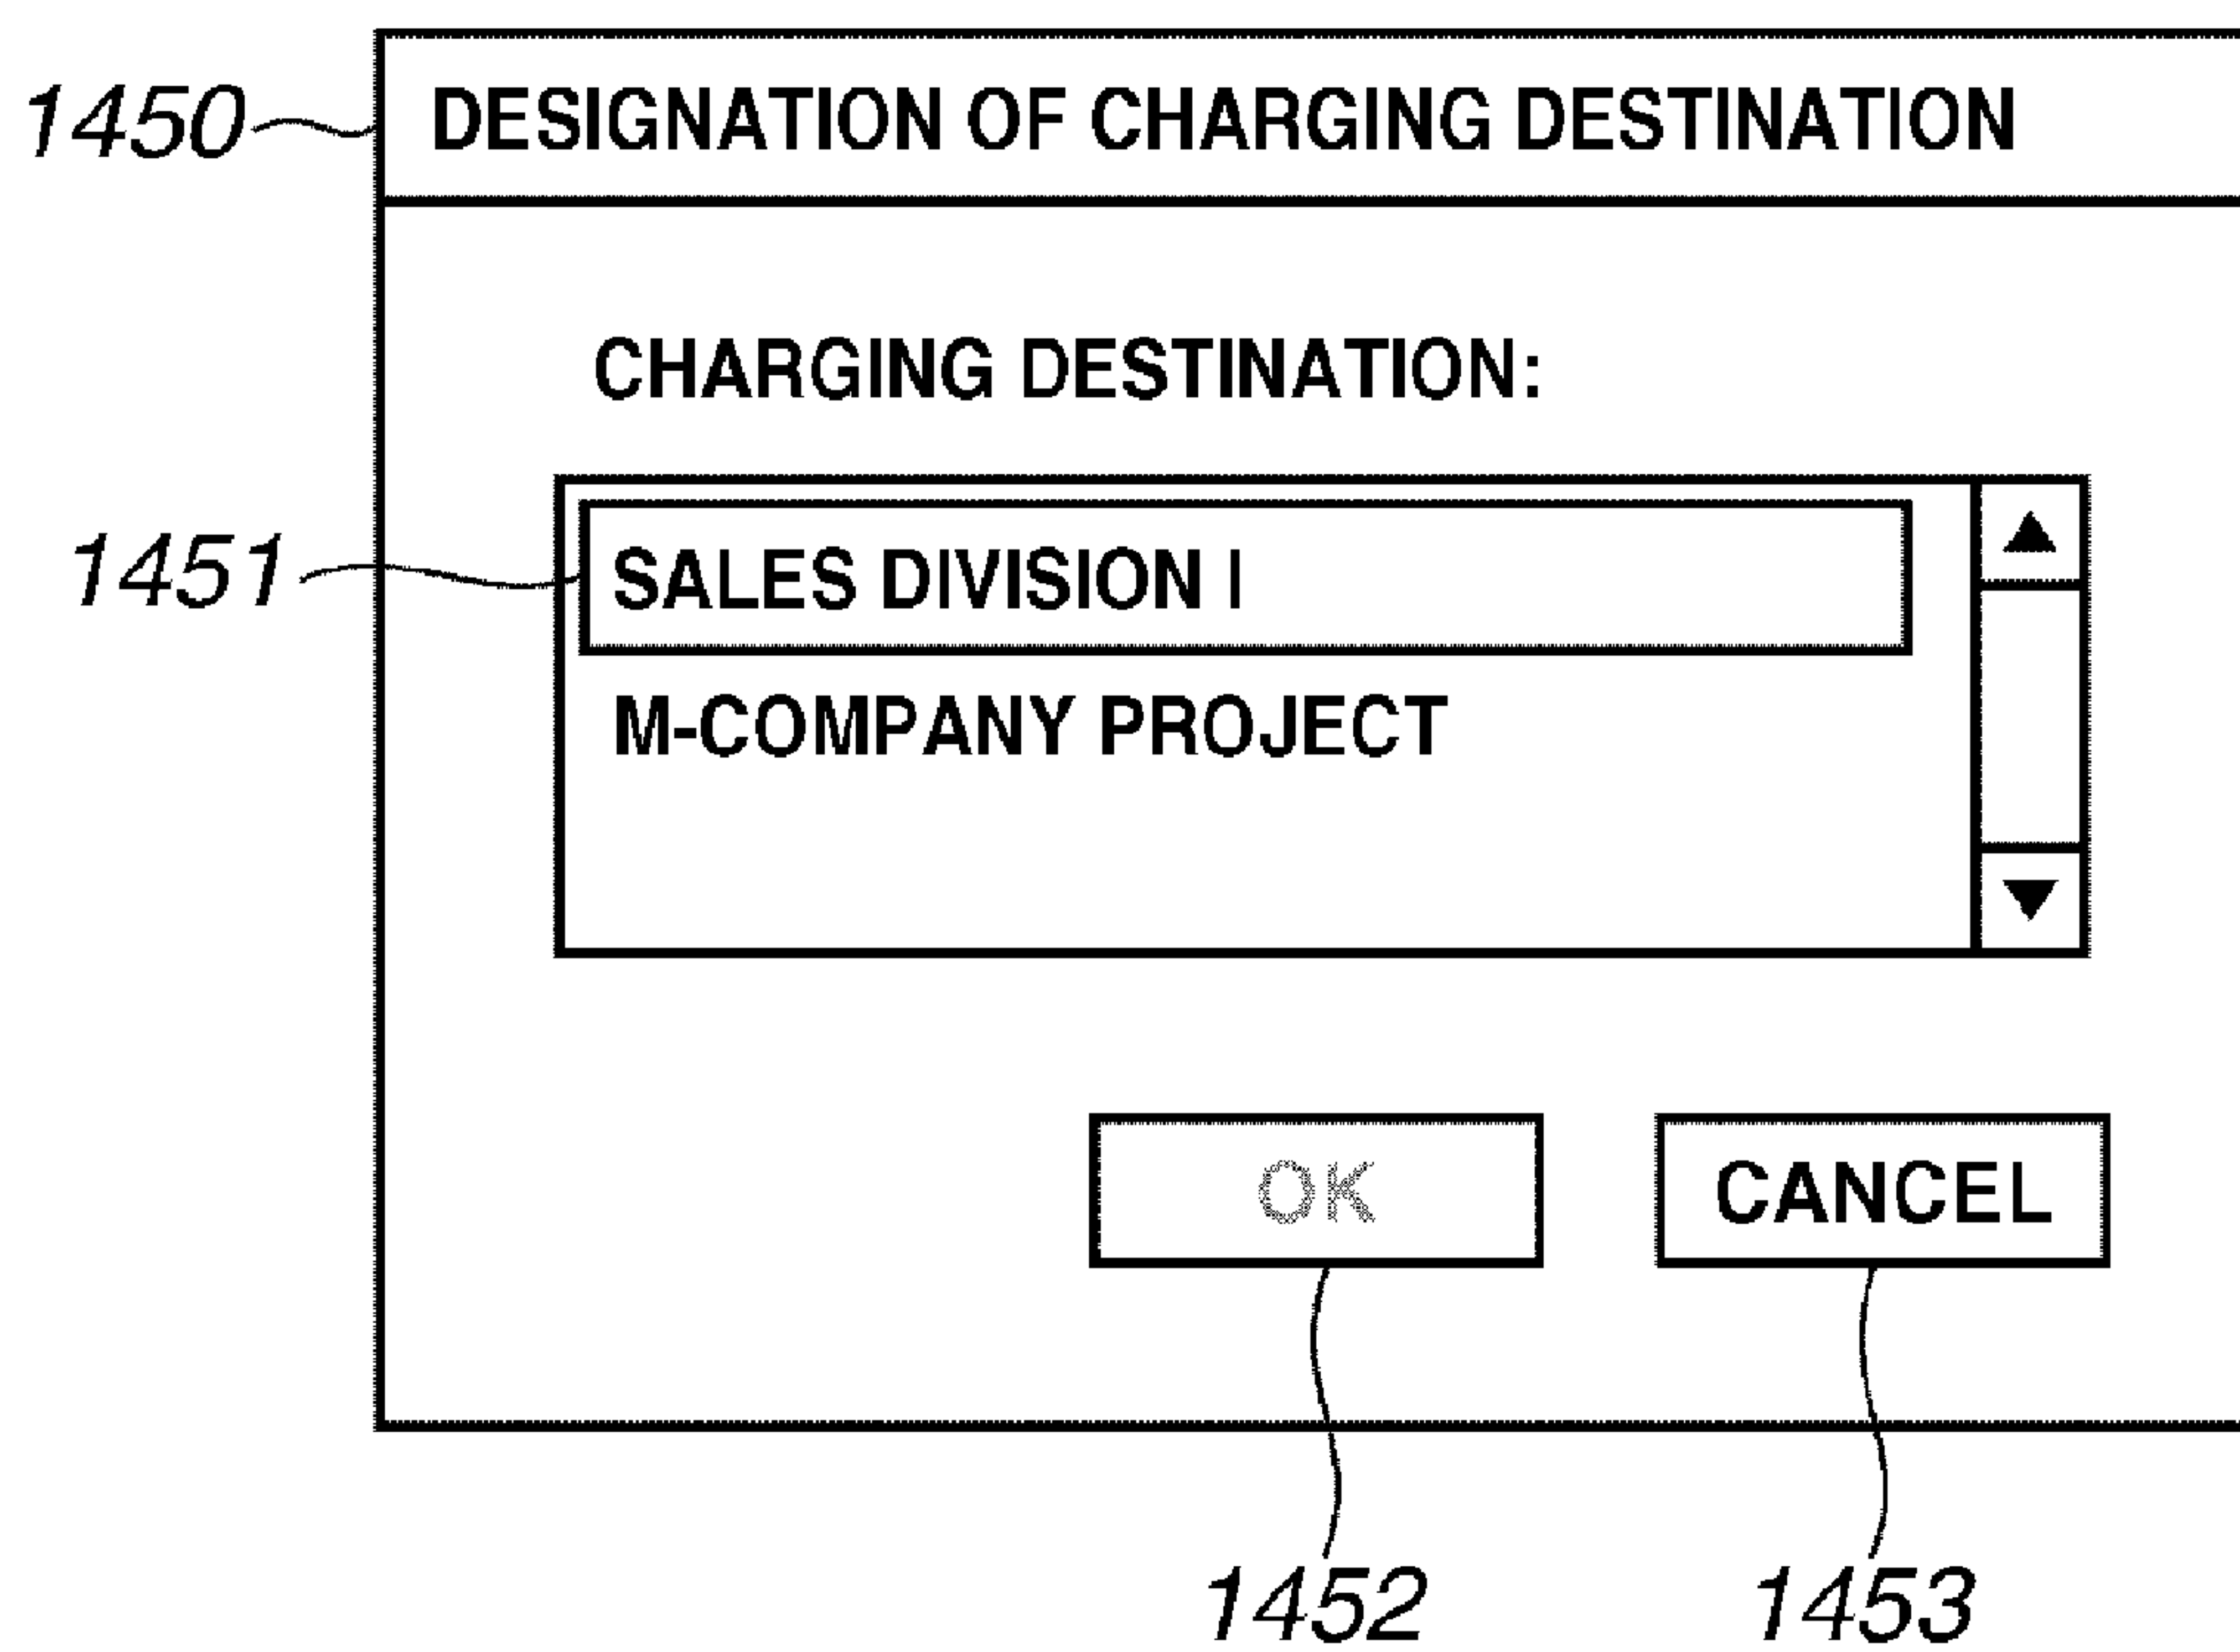 1450
DESIGNATION OF CHARGING DESTINATION
CHARGING DESTINATION:
1451
SALES DIVISION I
M-COMPANY PROJECT
OK
CANCEL
1452
1453